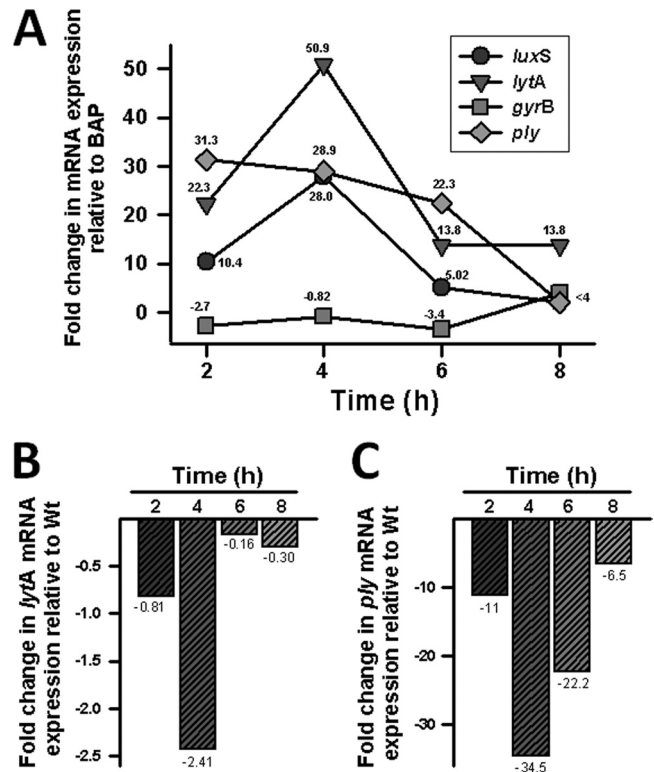 A
Fold change in mRNA expression
relative to BAP
50
40
30
20
10
0
31.3
22.3
10.4
-2.7
50.9
28.9
28.0
-0.82
22.3
13.8
5.02
-3.4
13.8
<4
luxS
lytA
gyrB
ply
2 4 6 8
Time (h)
B
Time (h)
2 4 6 8
Fold change in lytA mRNA
expression relative to Wt
-0.5
-1.0
-1.5
-2.0
-2.5
-0.81
-2.41
-0.16
-0.30
C
Time (h)
2 4 6 8
Fold change in ply mRNA
expression relative to Wt
-10
-20
-30
-11
-34.5
-22.2
-6.5